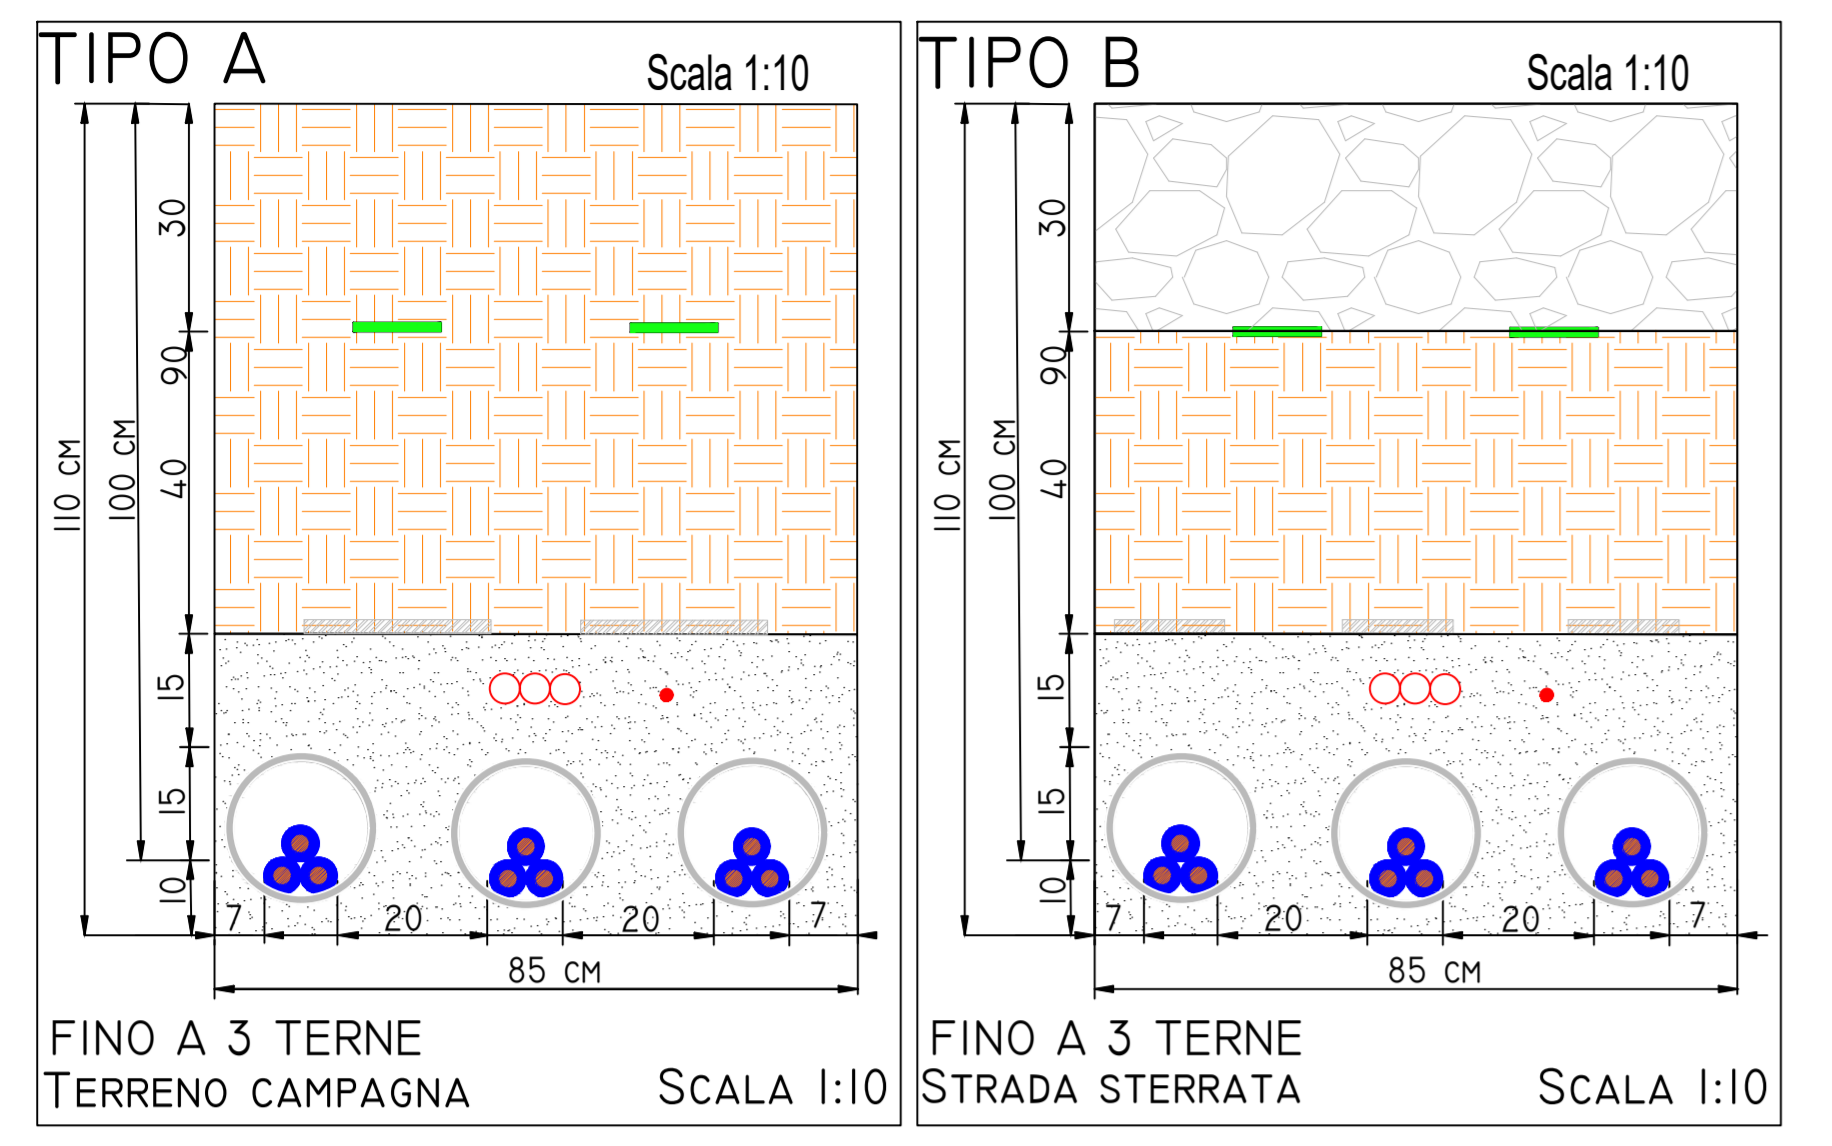 TIPO A
Scala 1:10
30
90
110 CM
100 CM
40
15
15
10
7
20
20
7
85 CM
FINO A 3 TERNE
TERRENO CAMPAGNA
SCALA 1:10
TIPO B
Scala 1:10
30
90
110 CM
100 CM
40
15
15
10
7
20
20
7
85 CM
FINO A 3 TERNE
STRADA STERRATA
SCALA 1:10